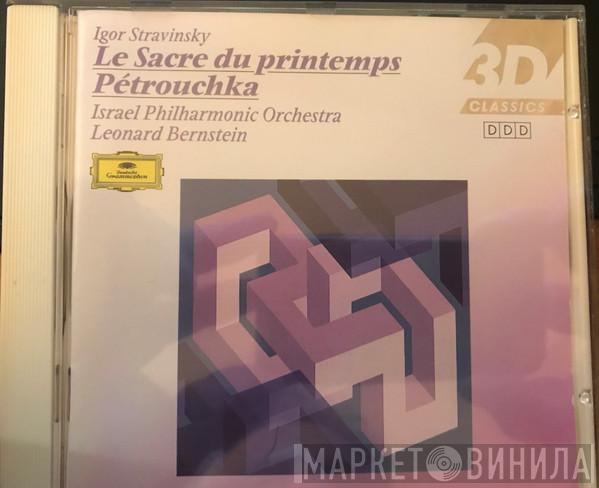 Igor Stravinsky
Le Sacre du printemps
Pétrouchka
Israel Philharmonic Orchestra
Leonard Bernstein
Deutsche
Grammophon
3D
CLASSICS
DDD
МАРКЕТ ВИНИЛА